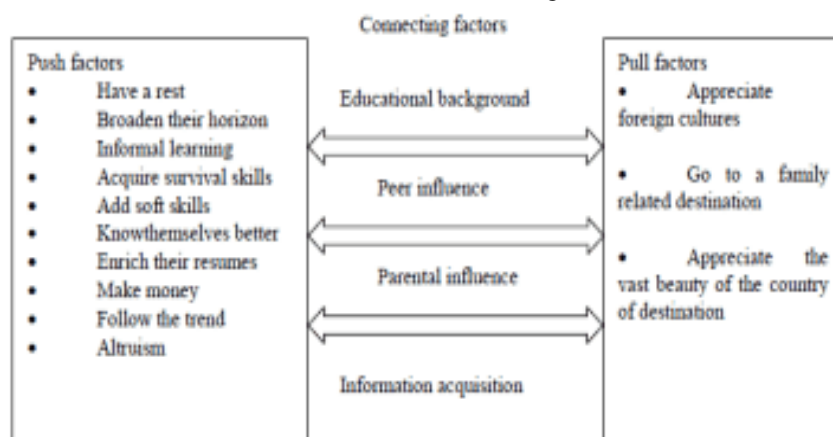 Connecting factors
Push factors
• Have a rest
• Broaden their horizon
• Informal learning
• Acquire survival skills
• Add soft skills
• Knowthemselves better
• Enrich their resumes
• Make money
• Follow the trend
• Altruism
Educational background
Peer influence
Parental influence
Information acquisition
Pull factors
• Appreciate
foreign cultures
• Go to a family
related destination
• Appreciate the
vast beauty of the country
of destination